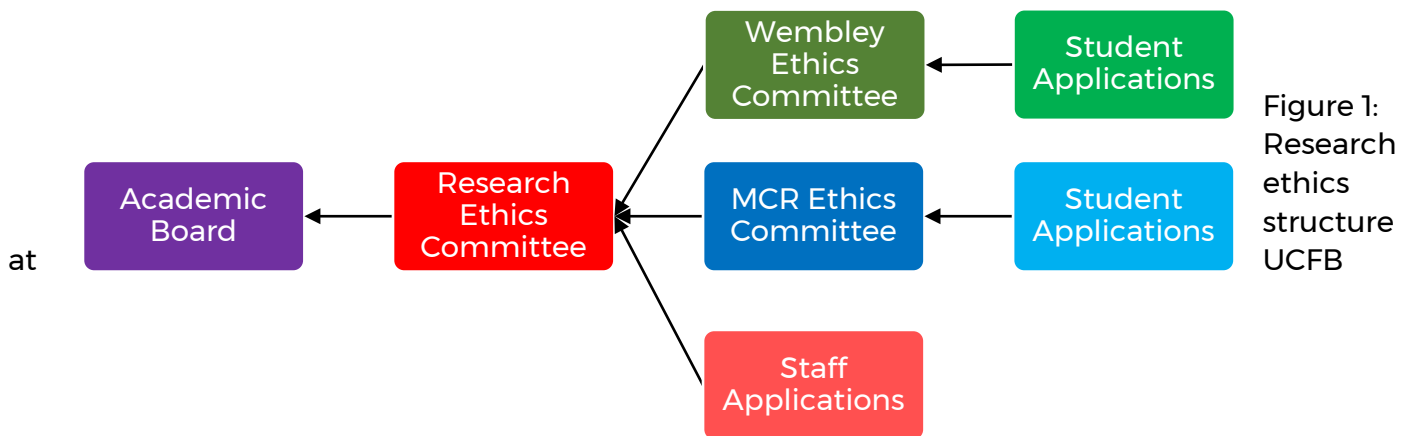 Wembley
Ethics
Committee
Student
Applications
Academic
Board
Research
Ethics
Committee
MCR Ethics
Committee
Student
Applications
Staff
Applications
Figure 1:
Research
ethics
structure
at
UCFB